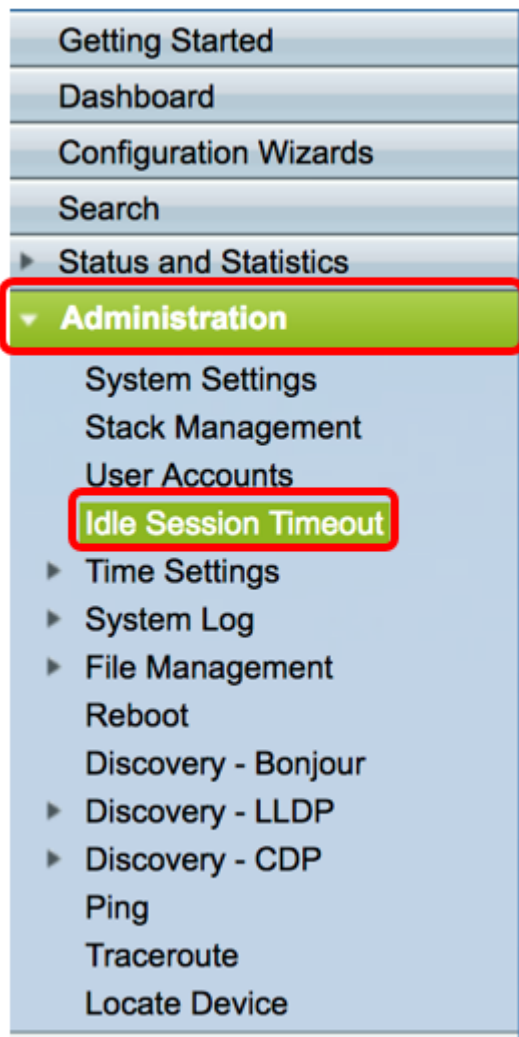 Getting Started
Dashboard
Configuration Wizards
Search
Status and Statistics
Administration
System Settings
Stack Management
User Accounts
Idle Session Timeout
Time Settings
System Log
File Management
Reboot
Discovery - Bonjour
Discovery - LLDP
Discovery - CDP
Ping
Traceroute
Locate Device